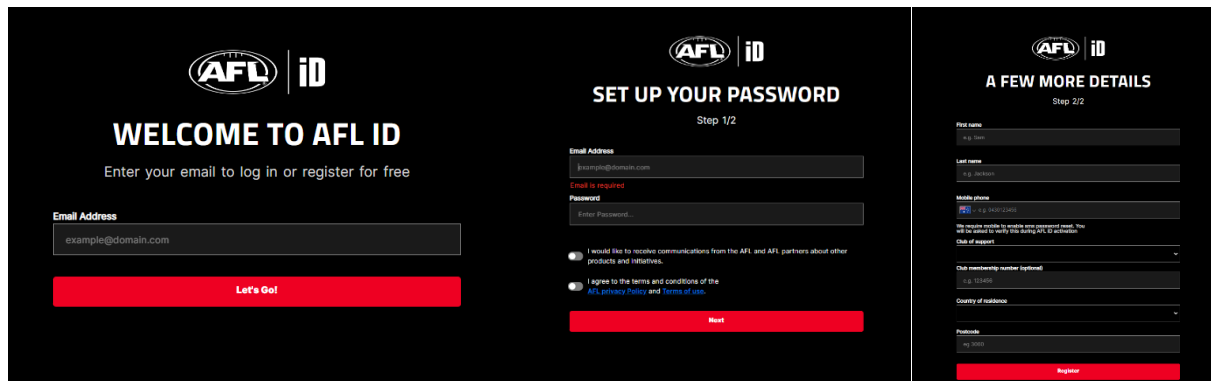 AFL iD
WELCOME TO AFL ID
Enter your email to log in or register for free
Email Address
example@domain.com
Let's Go!
AFL iD
SET UP YOUR PASSWORD
Step 1/2
Email Address
example@domain.com
Email is required
Password
Enter Password...
I would like to receive communications from the AFL and AFL partners about other
products and initiatives.
I agree to the terms and conditions of the
AFL privacy Policy and Terms of use.
Next
AFL iD
A FEW MORE DETAILS
Step 2/2
First name
e.g. Sam
Last name
e.g. Jackson
Mobile phone
e.g. 0430123455
We require mobile to enable sms password reset. You
will be asked to verify this during AFL ID activation
Club of support
Club membership number (optional)
e.g. 123456
Country of residence
Postcode
eg 3000
Register